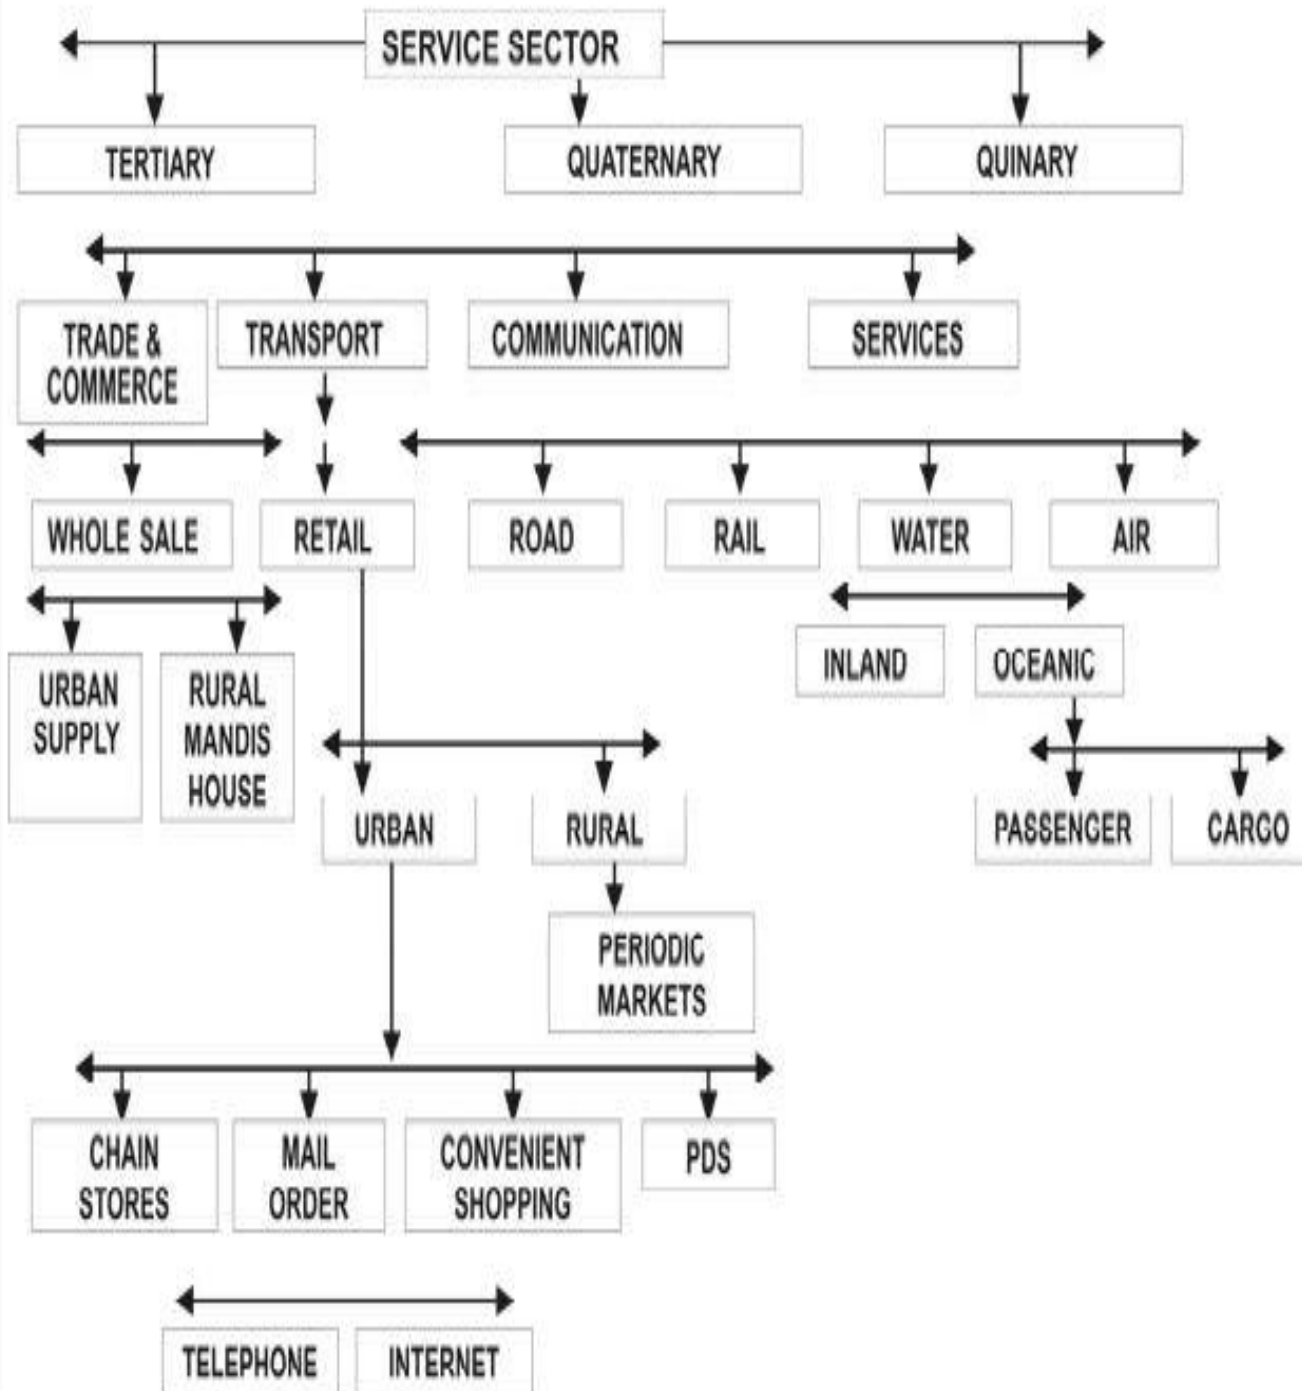 SERVICE SECTOR
TERTIARY
QUATERNARY
QUINARY
TRADE &
COMMERCE
TRANSPORT
COMMUNICATION
SERVICES
WHOLE SALE
RETAIL
ROAD
RAIL
WATER
AIR
URBAN
SUPPLY
RURAL
MANDIS
HOUSE
INLAND
OCEANIC
URBAN
RURAL
PASSENGER
CARGO
PERIODIC
MARKETS
CHAIN
STORES
MAIL
ORDER
CONVENIENT
SHOPPING
PDS
TELEPHONE
INTERNET